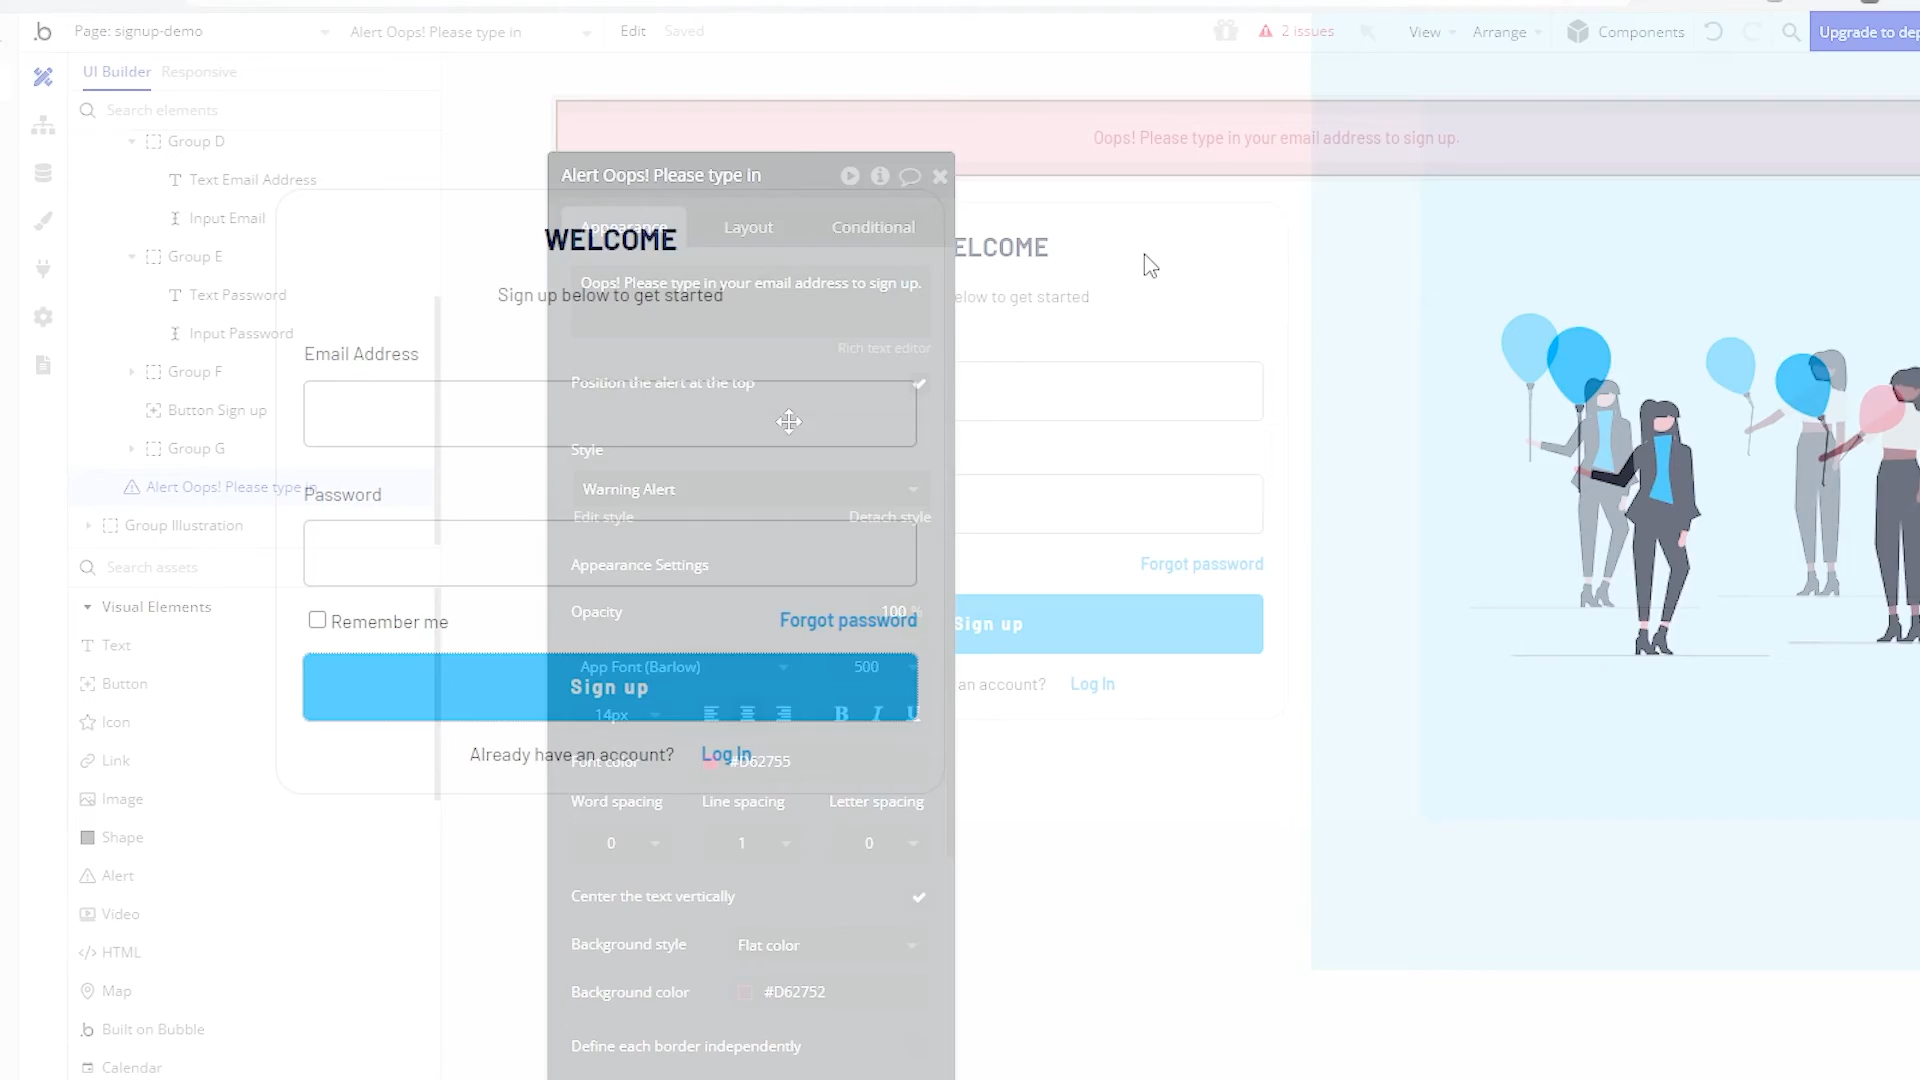 Page: signup-demo
Alert Oops! Please type in
Edit
Saved
2 issues
View
Arrange
Components
UI Builder
Responsive
Search elements
Group D
Text Email Address
Input Email
Group E
Text Password
Input Password
Group F
Button Sign up
Group G
Alert Oops! Please type in
Group Illustration
Search assets
Visual Elements
Text
Button
Icon
Link
Image
Shape
Alert
Video
HTML
Map
Built on Bubble
Calendar
Alert Oops! Please type in
Appearance
Layout
Conditional
Oops! Please type in your email address to sign up.
Rich text editor
Position the alert at the top
Style
Warning Alert
Edit style
Detach style
Appearance Settings
Opacity
100 %
App Font (Barlow)
500
14px
B I U
Font color
#D62755
Word spacing
Line spacing
Letter spacing
0
1
0
Center the text vertically
Background style
Flat color
Background color
#D62752
Define each border independently
WELCOME
Sign up below to get started
Email Address
Password
Remember me
Forgot password
Sign up
Already have an account?
Log In
Oops! Please type in your email address to sign up.
ELCOME
elow to get started
Forgot password
Sign up
an account?
Log In
Upgrade to dep